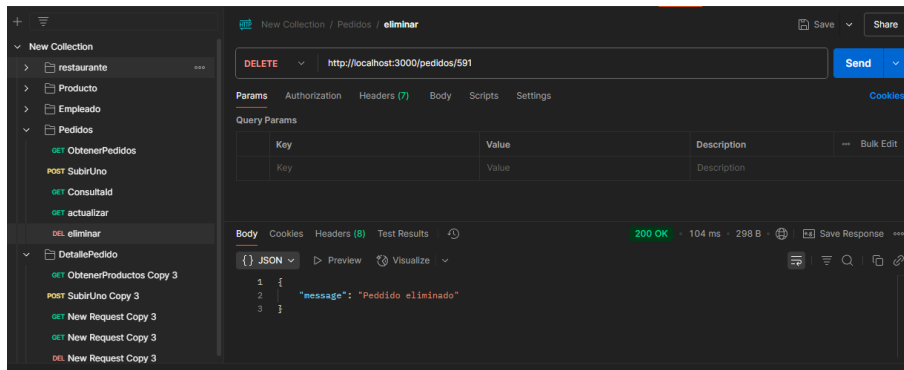 New Collection / Pedidos / eliminar
Save
Share
New Collection
restaurante
Producto
Empleado
Pedidos
GET ObtenerPedidos
POST SubirUno
GET ConsultaId
GET actualizar
DEL eliminar
DetallePedido
GET ObtenerProductos Copy 3
POST SubirUno Copy 3
GET New Request Copy 3
GET New Request Copy 3
DEL New Request Copy 3
DELETE http://localhost:3000/pedidos/591 Send
Params Authorization Headers (7) Body Scripts Settings Cookies
Query Params
Key Value Description Bulk Edit
Key Value Description
Body Cookies Headers (8) Test Results 200 OK 104 ms 298 B Save Response
{} JSON Preview Visualize
1 {
2 "message": "Peddido eliminado"
3 }